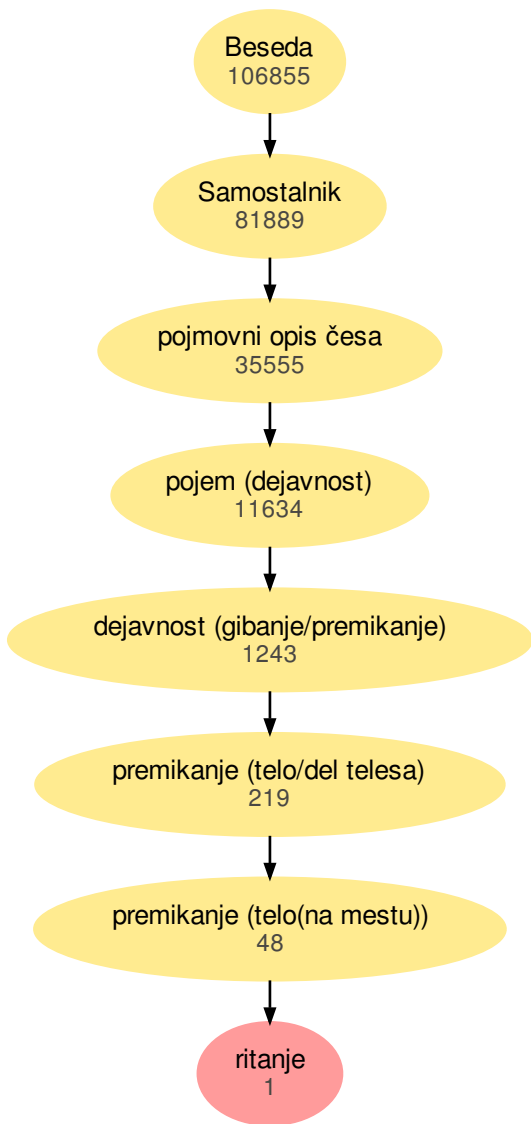 Beseda
106855
Samostalnik
81889
pojmovni opis česa
35555
pojem (dejavnost)
11634
dejavnost (gibanje/premikanje)
1243
premikanje (telo/del telesa)
219
premikanje (telo(na mestu))
48
ritanje
1